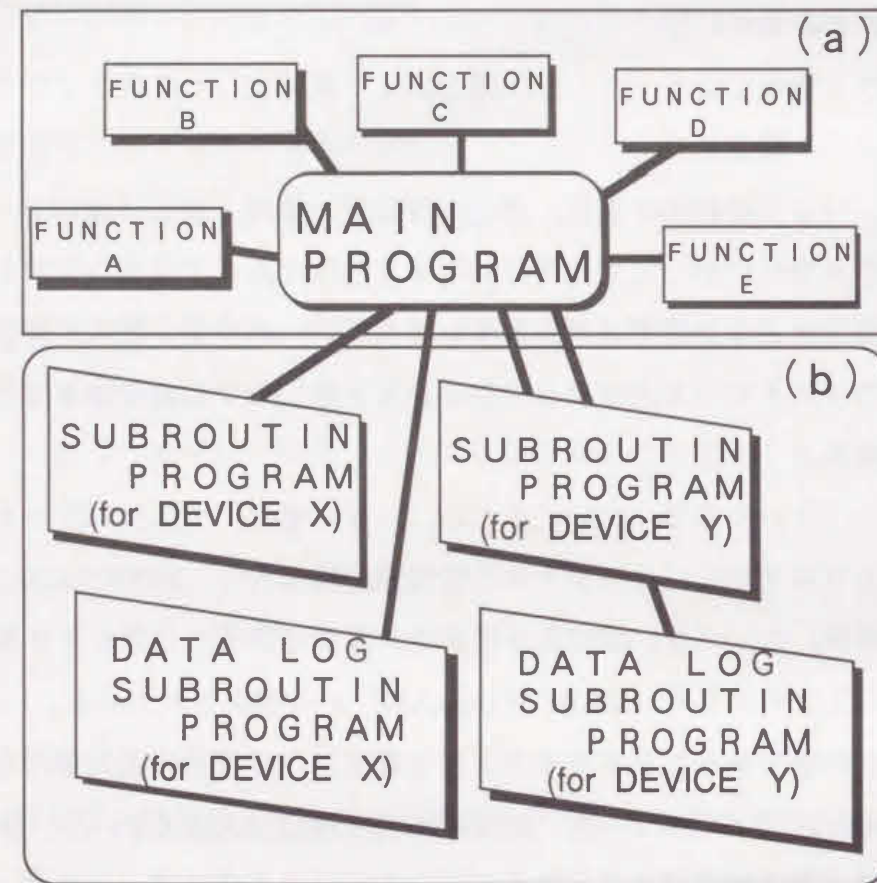 (a)
FUNCTION
B
FUNCTION
C
FUNCTION
D
FUNCTION
A
MAIN
PROGRAM
FUNCTION
E
(b)
SUBROUTIN
PROGRAM
(for DEVICE X)
SUBROUTIN
PROGRAM
(for DEVICE Y)
DATA LOG
SUBROUTIN
PROGRAM
(for DEVICE X)
DATA LOG
SUBROUTIN
PROGRAM
(for DEVICE Y)